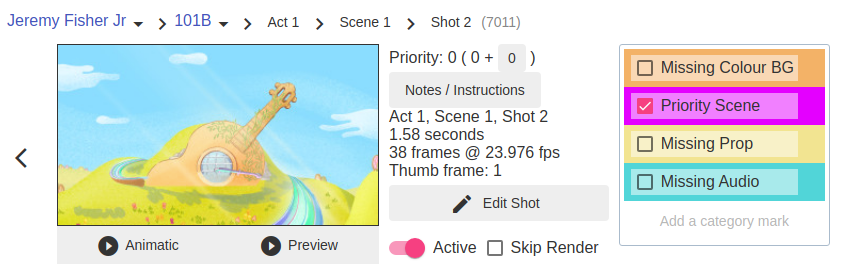 Jeremy Fisher Jr 101B Act 1 Scene 1 Shot 2 (7011)
Priority: 0 ( 0 + 0 )
Notes / Instructions
Act 1, Scene 1, Shot 2
1.58 seconds
38 frames @ 23.976 fps
Thumb frame: 1
Edit Shot
Active Skip Render
Animatic Preview
Missing Colour BG
Priority Scene
Missing Prop
Missing Audio
Add a category mark